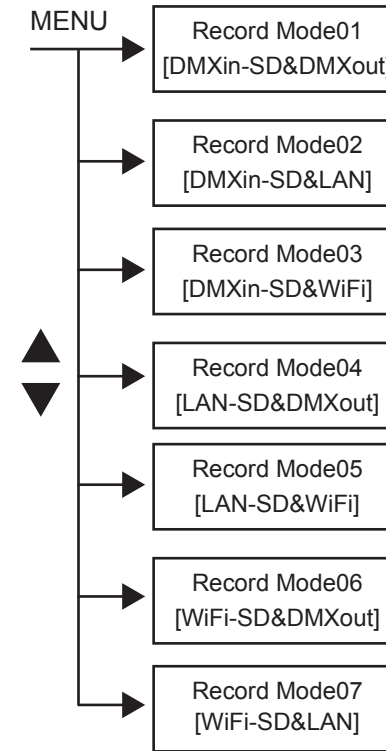 MENU
Record Mode01
[DMXin-SD&DMXout]
Record Mode02
[DMXin-SD&LAN]
Record Mode03
[DMXin-SD&WiFi]
Record Mode04
[LAN-SD&DMXout]
Record Mode05
[LAN-SD&WiFi]
Record Mode06
[WiFi-SD&DMXout]
Record Mode07
[WiFi-SD&LAN]